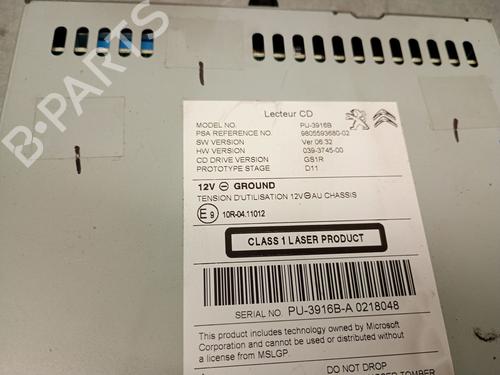 B-PARTS
Lecteur CD
MODEL NO. PU-3916B
PSA REFERENCE NO. 9805593680-02
SW VERSION Ver 06:32
HW VERSION 039-3745-00
CD DRIVE VERSION GS1R
PROTOTYPE STAGE D11
12V ⊖ GROUND
TENSION D'UTILISATION 12V⊖AU CHASSIS
E9 10R-04.11012
CLASS 1 LASER PRODUCT
SERIAL NO. PU-3916B-A 0218048
This product includes technology owned by Microsoft
Corporation and cannot be used or distributed without
a license from MSLGP
DO NOT DROP
TOMBER